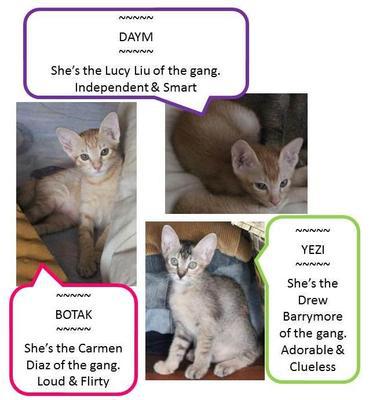 ~~~~~
DAYM
~~~~~
She's the Lucy Liu of the gang.
Independent & Smart
~~~~~
YEZI
~~~~~
She's the
Drew
Barrymore
of the gang.
Adorable &
Clueless
~~~~~
BOTAK
~~~~~
She's the Carmen
Diaz of the gang.
Loud & Flirty